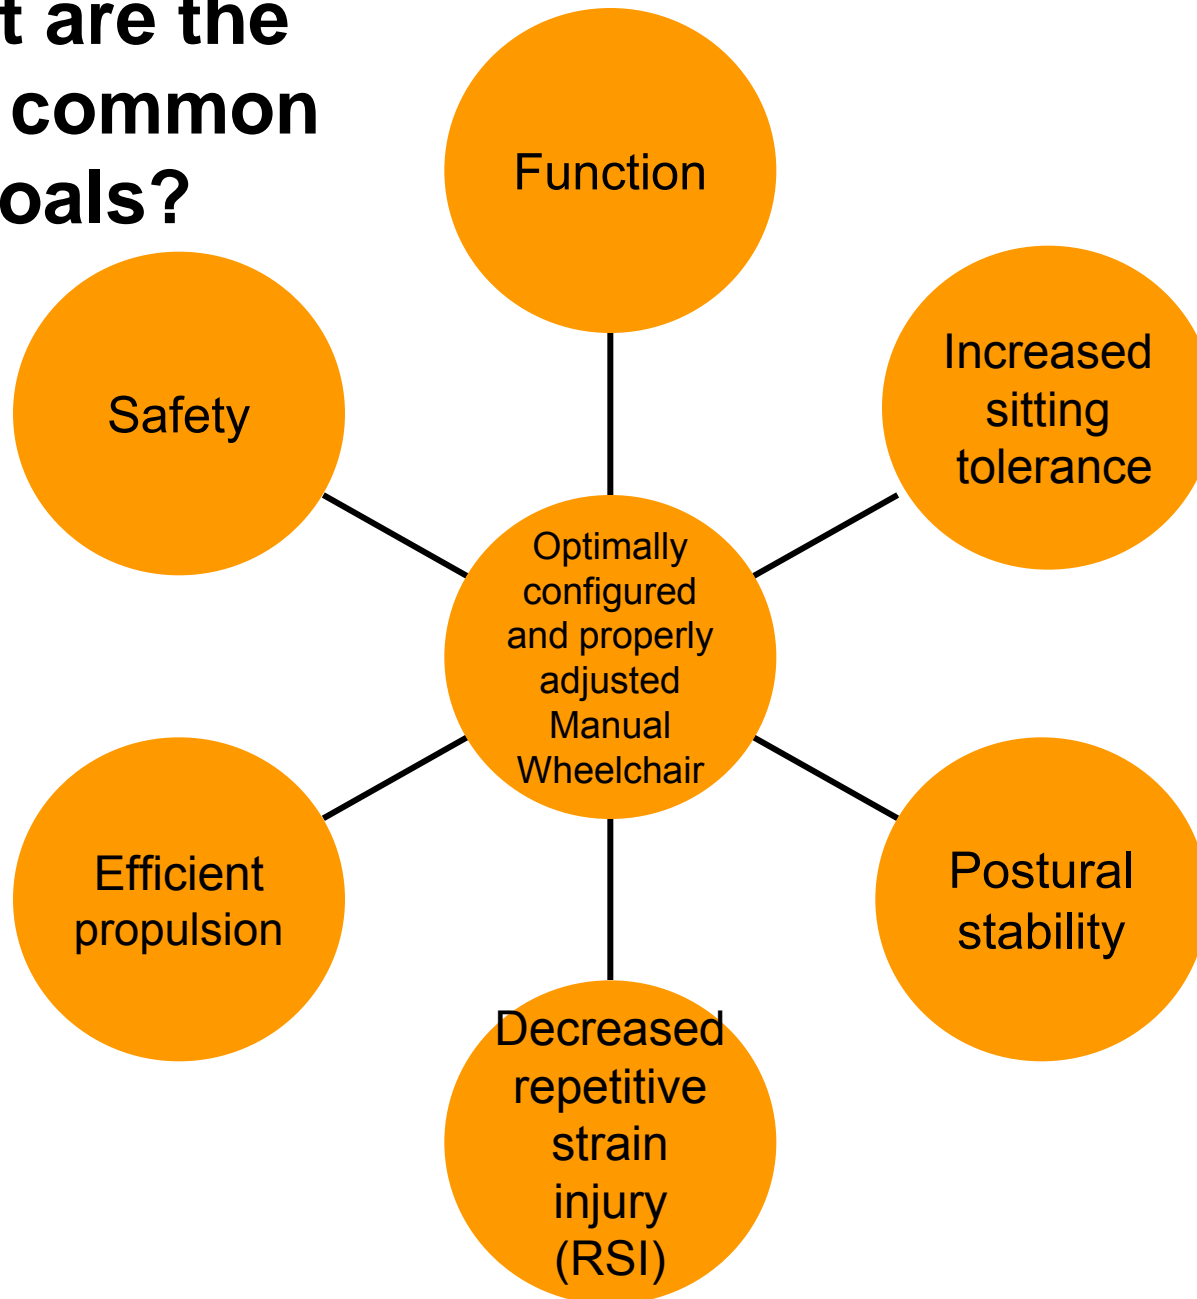 t are the
common
oals?
Function
Increased
sitting
tolerance
Safety
Optimally
configured
and properly
adjusted
Manual
Wheelchair
Postural
stability
Efficient
propulsion
Decreased
repetitive
strain
injury
(RSI)